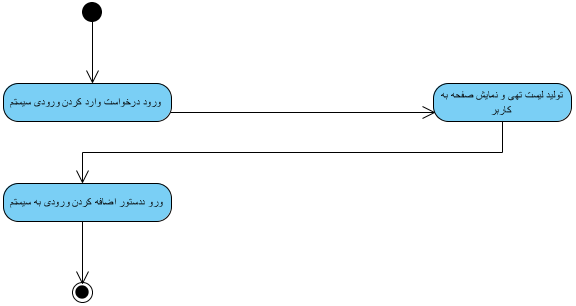 ورود درخواست وارد کردن ورودی سیستم
تولید لیست تهی و نمایش صفحه به
کاربر
ورو ددستور اضافه کردن ورودی به سیستم